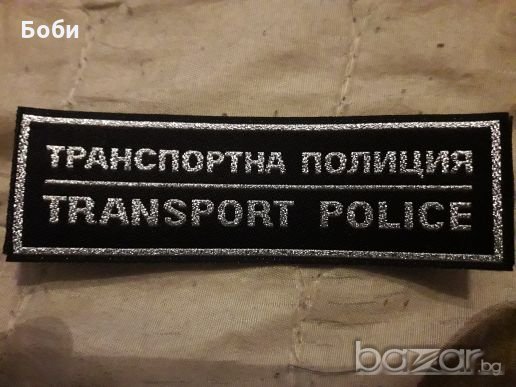 Боби
ТРАНСПОРТНА ПОЛИЦИЯ
TRANSPORT POLICE
bazar.bg